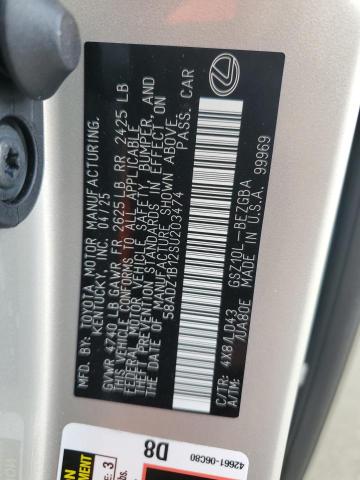 MFD. BY: TOYOTA MOTOR MANUFACTURING,
KENTUCKY, INC. 04/25
GVWR 4740 LB GAWR FR 2625 LB RR 2425 LB
THIS VEHICLE CONFORMS TO ALL APPLICABLE
FEDERAL MOTOR VEHICLE SAFETY, BUMPER, AND
THEFT PREVENTION STANDARDS IN EFFECT ON
THE DATE OF MANUFACTURE SHOWN ABOVE.
58ADZ1B12SU203474 PASS. CAR
C/TR: 4X8/LD43 GSZ10L-BEZGBA
A/TM: /UA80E MADE IN U.S.A. 99969
42661-06C80
D8
3